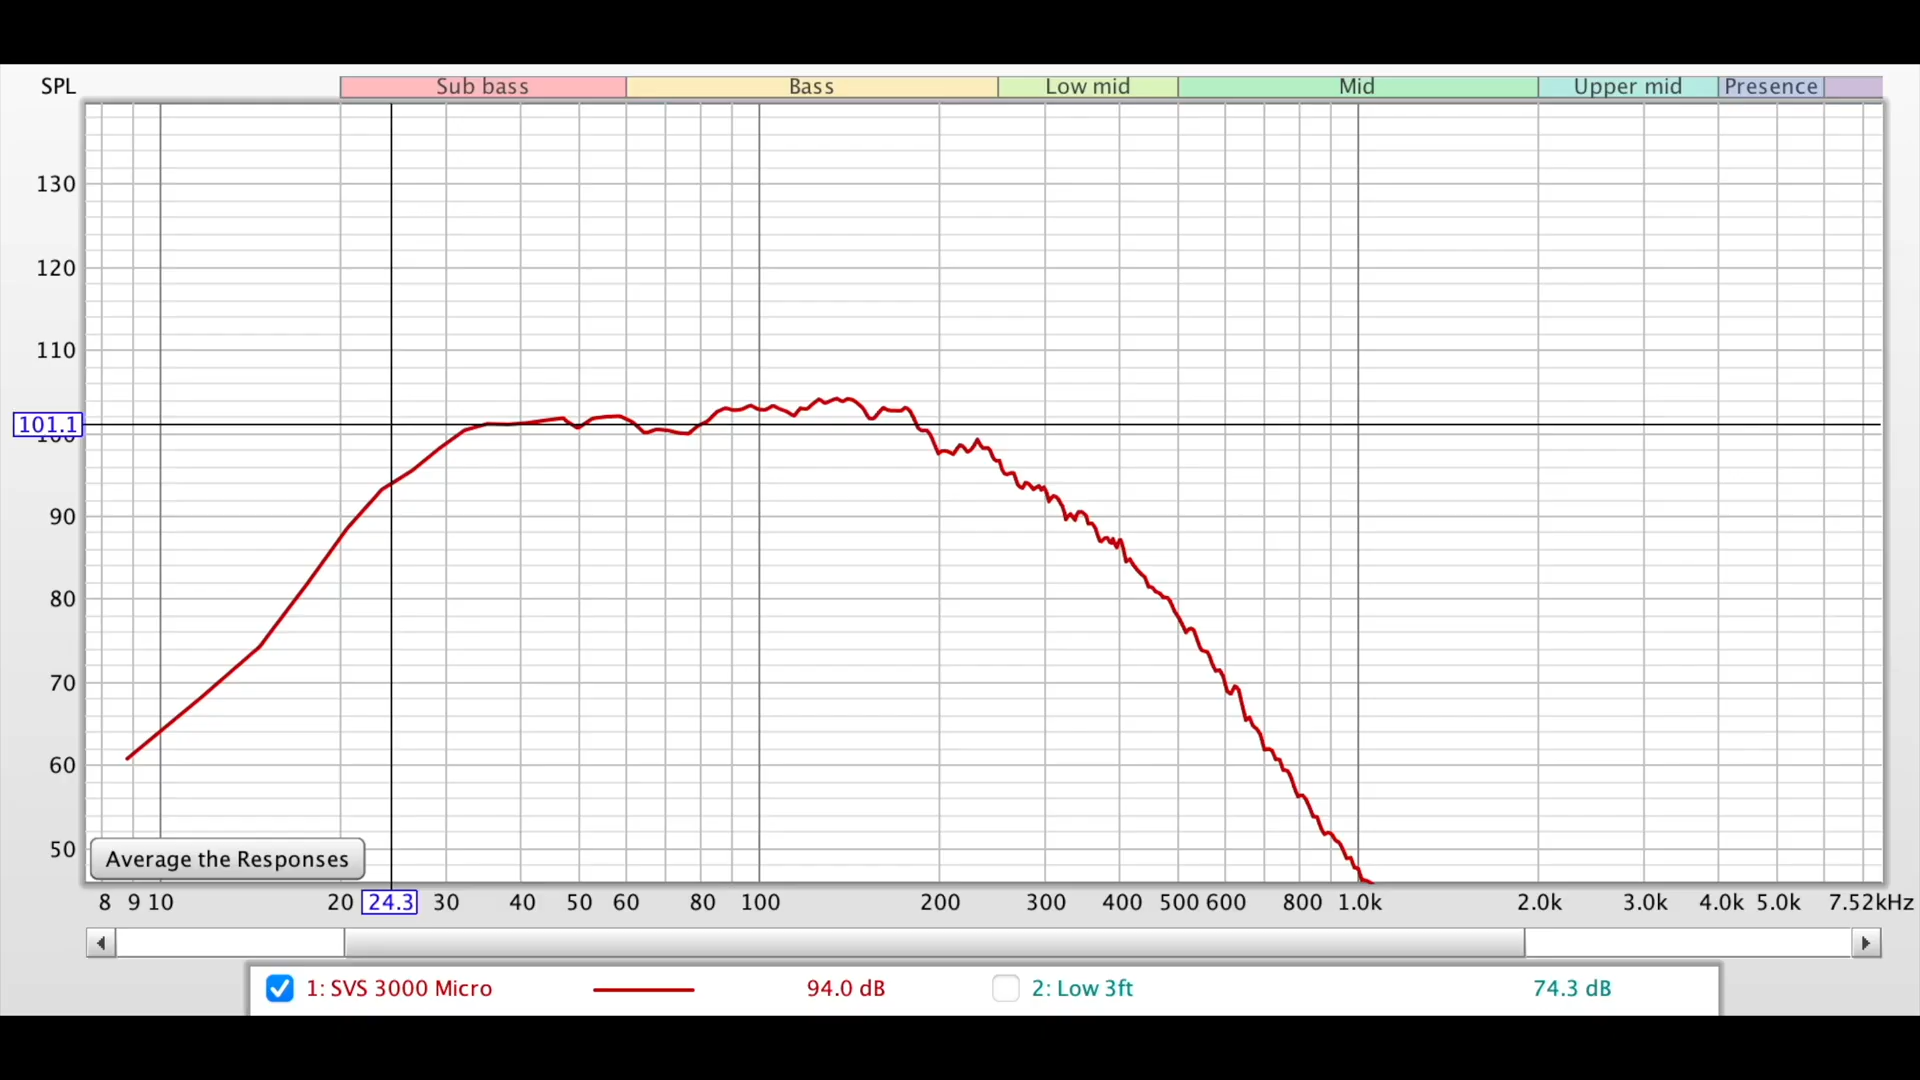 SPL Sub bass Bass Low mid Mid Upper mid Presence
130
120
110
101.1
90
80
70
60
50
Average the Responses
8 9 10 20 24.3 30 40 50 60 80 100 200 300 400 500 600 800 1.0k 2.0k 3.0k 4.0k 5.0k 7.52kHz
1: SVS 3000 Micro 94.0 dB 2: Low 3ft 74.3 dB